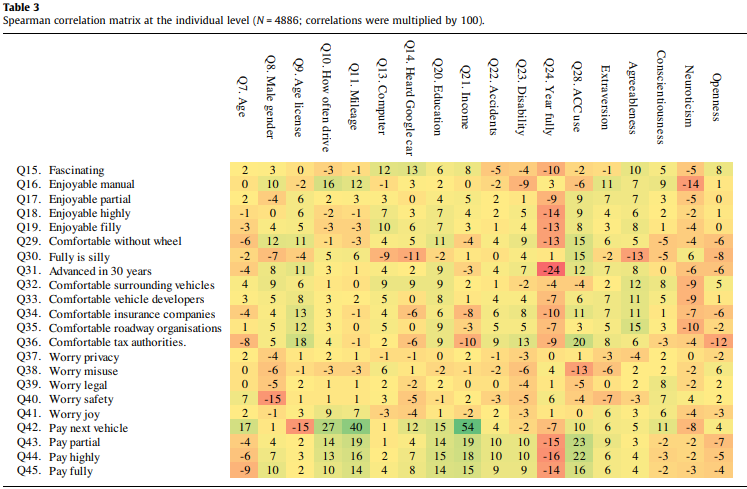 Table 3
Spearman correlation matrix at the individual level (N = 4886; correlations were multiplied by 100).
Q7. Age
Q8. Male gender
Q9. Age license
Q10. How often drive
Q11. Mileage
Q13. Computer
Q14. Heard Google car
Q20. Education
Q21. Income
Q22. Accidents
Q23. Disability
Q24. Year fully
Q28. ACC use
Extraversion
Agreeableness
Conscientiousness
Neuroticism
Openness
Q15. Fascinating 2 3 0 -3 -1 12 13 6 8 -5 -4 -10 -2 -1 10 5 -5 8
Q16. Enjoyable manual 0 10 -2 16 12 -1 3 2 0 -2 -9 3 -6 11 7 9 -14 1
Q17. Enjoyable partial 2 -4 6 2 3 3 0 4 5 2 1 -9 9 7 7 3 -5 0
Q18. Enjoyable highly -1 0 6 -2 -1 7 3 7 4 2 5 -14 9 4 6 2 -2 1
Q19. Enjoyable filly -3 4 5 -3 -3 10 6 7 3 1 4 -13 8 3 8 1 -4 0
Q29. Comfortable without wheel -6 12 11 -1 -3 4 5 11 -4 4 9 -13 15 6 5 -5 -4 -6
Q30. Fully is silly -2 -7 -4 5 6 -9 -11 -2 1 0 4 1 15 -2 -13 -5 6 -8
Q31. Advanced in 30 years -4 8 11 3 1 4 2 9 -3 4 7 -24 12 7 8 0 -6 -6
Q32. Comfortable surrounding vehicles 4 9 6 1 0 9 9 9 2 1 -2 -4 -2 4 12 8 -9 5
Q33. Comfortable vehicle developers 3 5 8 3 2 5 0 8 1 4 4 -7 6 7 11 5 -9 1
Q34. Comfortable insurance companies -4 4 13 3 -1 4 -6 6 -8 6 8 -10 11 7 11 1 -7 -6
Q35. Comfortable roadway organisations 1 5 12 3 0 5 0 9 -3 5 5 -7 3 5 15 3 -10 -2
Q36. Comfortable tax authorities. -8 5 18 4 -1 2 -6 9 -10 9 13 -9 20 8 6 -3 -4 -12
Q37. Worry privacy 2 -4 1 2 1 -1 -1 0 2 -1 -3 0 1 -3 -4 2 0 -2
Q38. Worry misuse 0 -6 -1 -3 -3 6 1 -2 -1 -2 -6 4 -13 -6 2 2 -2 6
Q39. Worry legal 0 -5 2 1 1 2 -2 2 0 0 -4 1 -5 0 2 8 -2 2
Q40. Worry safety 7 -15 1 1 1 3 -5 -1 2 -3 -5 6 -4 -7 -3 7 4 2
Q41. Worry joy 2 -1 3 9 7 -3 -4 1 -2 2 -3 1 0 6 3 6 -4 -3
Q42. Pay next vehicle 17 1 -15 27 40 1 12 15 54 4 -2 -7 10 6 5 11 -8 4
Q43. Pay partial -4 4 2 14 19 1 4 14 19 10 10 -15 23 9 3 -2 -2 -7
Q44. Pay highly -6 7 3 13 16 2 6 15 18 10 10 -16 22 6 4 -3 -2 -5
Q45. Pay fully -9 10 2 10 14 4 8 14 15 9 9 -14 16 6 4 -2 -3 -4